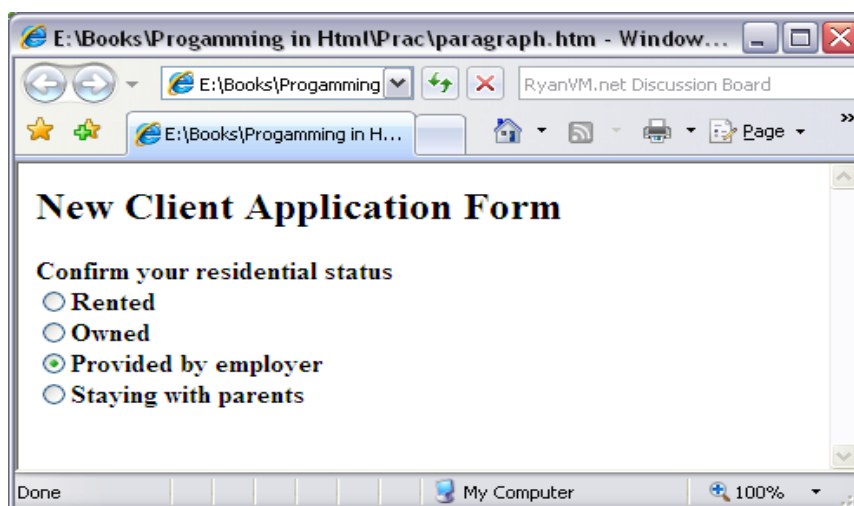 E:\Books\Progamming in Html\Prac\paragraph.htm - Window...
E:\Books\Progamming
RyanVM.net Discussion Board
E:\Books\Progamming in H...
Page
New Client Application Form
Confirm your residential status
Rented
Owned
Provided by employer
Staying with parents
Done
My Computer
100%